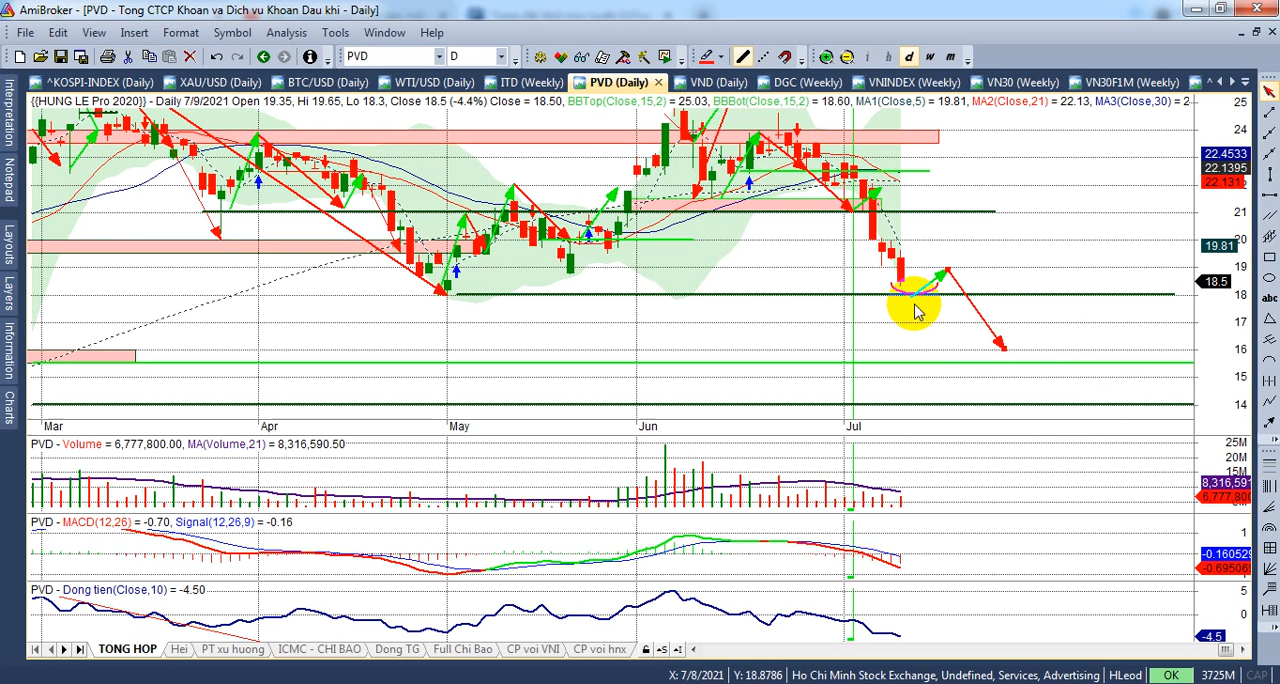 AmiBroker - [PVD - Tong CTCP Khoan va Dich vu Khoan Dau khi - Daily]
File Edit View Insert Format Symbol Analysis Tools Window Help
PVD D d w m
^KOSPI-INDEX (Daily) XAU/USD (Daily) BTC/USD (Daily) WTI/USD (Daily) ITD (Weekly) PVD (Daily) VND (Daily) DGC (Weekly) VNINDEX (Weekly) VN30 (Weekly) VN30F1M (Weekly)
{{HUNG LE Pro 2020}} - Daily 7/9/2021 Open 19.35, Hi 19.65, Lo 18.3, Close 18.5 (-4.4%) Close = 18.50, BBTop(Close,15,2) = 25.03, BBBot(Close,15,2) = 18.60, MA1(Close,5) = 19.81, MA2(Close,21) = 22.13, MA3(Close,30) = 2
Interpretation
Notepad
Layouts
Layers
Information
Charts
abc
25
24
22.4533
22.1395
22.131
21
20
19.81
19
18.5
18
17
16
15
14
Mar Apr May Jun Jul
PVD - Volume = 6,777,800.00, MA(Volume,21) = 8,316,590.50
25M
20M
15M
8,316,591
6,777,800
PVD - MACD(12,26) = -0.70, Signal(12,26,9) = -0.16
1
-0.160529
-0.695069
PVD - Dong tien(Close,10) = -4.50
5
0
-4.5
TONG HOP Hei PT xu huong ICMC - CHI BAO Dong TG Full Chi Bao CP voi VNI CP voi hnx
X: 7/8/2021 Y: 18.8786 Ho Chi Minh Stock Exchange, Undefined, Services, Advertising HLeod OK 3725M CAP